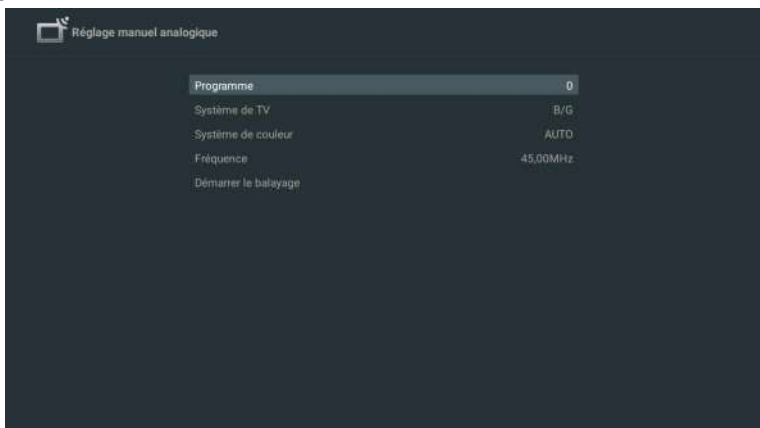 Réglage manuel analogique
Programme 0
Système de TV B/G
Système de couleur AUTO
Fréquence 45,00MHz
Démarrer le balayage